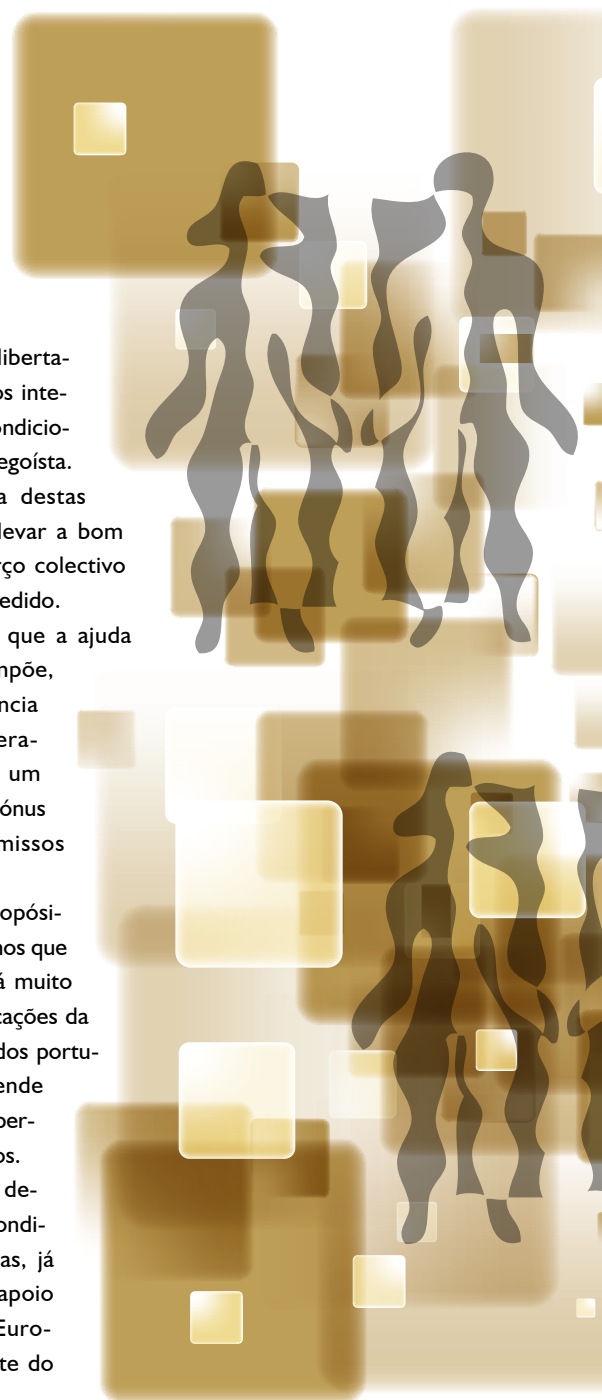 liberta-
os inte-
ondicio-
egoísta.
a destas
levar a bom
rço colectivo
edido.
que a ajuda
mpõe,
ncia
era-
um
ónus
missos
opósi-
nos que
á muito
cações da
dos portu-
ende
per-
os.
de-
ondi-
as, já
apoio
Euro-
te do